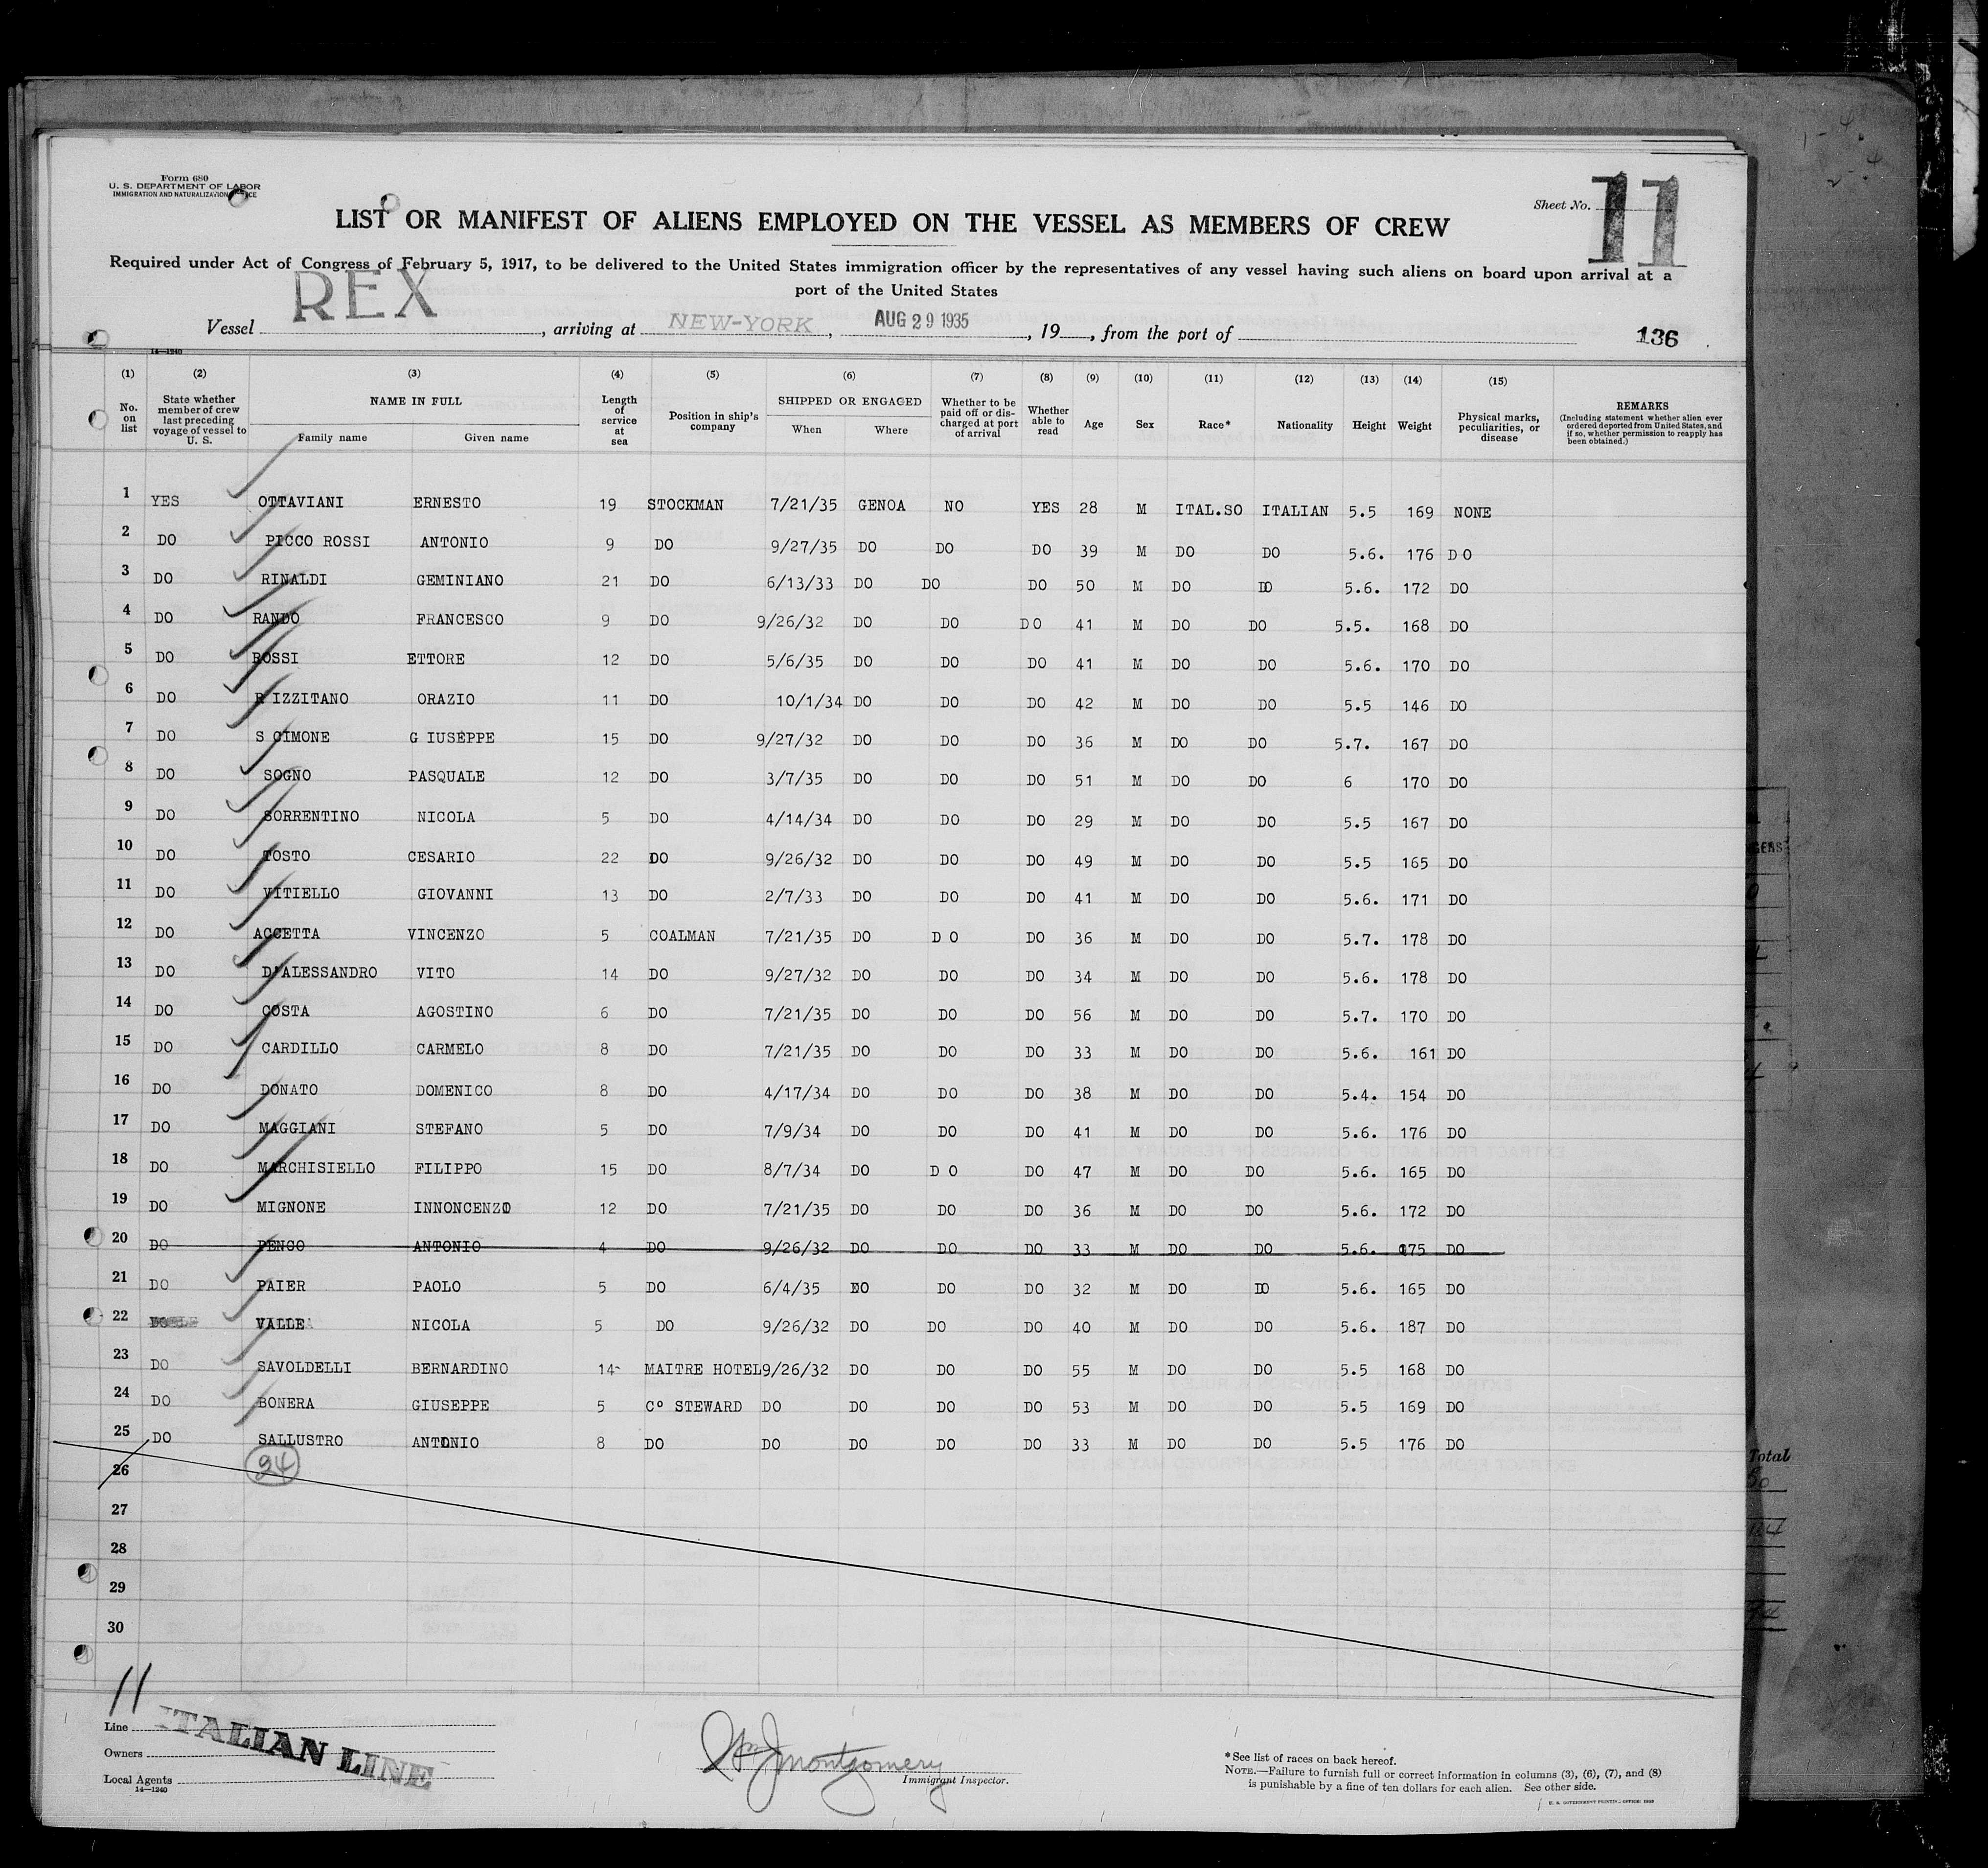 Form 680
U. S. DEPARTMENT OF LABOR
IMMIGRATION AND NATURALIZATION
Sheet No. 11
LIST OR MANIFEST OF ALIENS EMPLOYED ON THE VESSEL AS MEMBERS OF CREW
Required under Act of Congress of February 5, 1917, to be delivered to the United States immigration officer by the representatives of any vessel having such aliens on board upon arrival at a
port of the United States
Vessel REX, arriving at NEW-YORK, AUG 29 1935, 19, from the port of
136
14—1240
(1) (2) (3) (4) (5) (6) (7) (8) (9) (10) (11) (12) (13) (14) (15)
No. on list
State whether member of crew last preceding voyage of vessel to U. S.
NAME IN FULL
Family name Given name
Length of service at sea
Position in ship's company
SHIPPED OR ENGAGED
When Where
Whether to be paid off or discharged at port of arrival
Whether able to read
Age
Sex
Race*
Nationality
Height
Weight
Physical marks, peculiarities, or disease
REMARKS
(Including statement whether alien ever ordered deported from United States, and if so, whether permission to reapply has been obtained.)
1 YES OTTAVIANI ERNESTO 19 STOCKMAN 7/21/35 GENOA NO YES 28 M ITAL.SO ITALIAN 5.5 169 NONE
2 DO PICCO ROSSI ANTONIO 9 DO 9/27/35 DO DO DO 39 M DO DO 5.6. 176 D O
3 DO RINALDI GEMINIANO 21 DO 6/13/33 DO DO DO 50 M DO DO 5.6. 172 DO
4 DO RANDO FRANCESCO 9 DO 9/26/32 DO DO D O 41 M DO DO 5.5. 168 DO
5 DO ROSSI ETTORE 12 DO 5/6/35 DO DO DO 41 M DO DO 5.6. 170 DO
6 DO R IZZITANO ORAZIO 11 DO 10/1/34 DO DO DO 42 M DO DO 5.5 146 DO
7 DO S CIMONE G IUSEPPE 15 DO 9/27/32 DO DO DO 36 M DO DO 5.7. 167 DO
8 DO SOGNO PASQUALE 12 DO 3/7/35 DO DO DO 51 M DO DO 6 170 DO
9 DO SORRENTINO NICOLA 5 DO 4/14/34 DO DO DO 29 M DO DO 5.5 167 DO
10 DO TOSTO CESARIO 22 DO 9/26/32 DO DO DO 49 M DO DO 5.5 165 DO
11 DO VITIELLO GIOVANNI 13 DO 2/7/33 DO DO DO 41 M DO DO 5.6. 171 DO
12 DO ACCETTA VINCENZO 5 COALMAN 7/21/35 DO D O DO 36 M DO DO 5.7. 178 DO
13 DO D'ALESSANDRO VITO 14 DO 9/27/32 DO DO DO 34 M DO DO 5.6. 178 DO
14 DO COSTA AGOSTINO 6 DO 7/21/35 DO DO DO 56 M DO DO 5.7. 170 DO
15 DO CARDILLO CARMELO 8 DO 7/21/35 DO DO DO 33 M DO DO 5.6. 161 DO
16 DO DONATO DOMENICO 8 DO 4/17/34 DO DO DO 38 M DO DO 5.4. 154 DO
17 DO MAGGIANI STEFANO 5 DO 7/9/34 DO DO DO 41 M DO DO 5.6. 176 DO
18 DO MARCHISIELLO FILIPPO 15 DO 8/7/34 DO D O DO 47 M DO DO 5.6. 165 DO
19 DO MIGNONE INNONCENZO 12 DO 7/21/35 DO DO DO 36 M DO DO 5.6. 172 DO
20 DO PENCO ANTONIO 4 DO 9/26/32 DO DO DO 33 M DO DO 5.6. 175 DO
21 DO PAIER PAOLO 5 DO 6/4/35 DO DO DO 32 M DO DO 5.6. 165 DO
22 DO VALLE NICOLA 5 DO 9/26/32 DO DO DO 40 M DO DO 5.6. 187 DO
23 DO SAVOLDELLI BERNARDINO 14 MAITRE HOTEL 9/26/32 DO DO DO 55 M DO DO 5.5 168 DO
24 DO BONERA GIUSEPPE 5 Cº STEWARD DO DO DO DO 53 M DO DO 5.5 169 DO
25 DO SALLUSTRO ANTONIO 8 DO DO DO DO DO 33 M DO DO 5.5 176 DO
26 24
27
28
29
30
11
Line
Owners
Local Agents
14—1240
ITALIAN LINE
Wm J Montgomery
Immigrant Inspector.
*See list of races on back hereof.
NOTE.—Failure to furnish full or correct information in columns (3), (6), (7), and (8)
is punishable by a fine of ten dollars for each alien. See other side.
Total